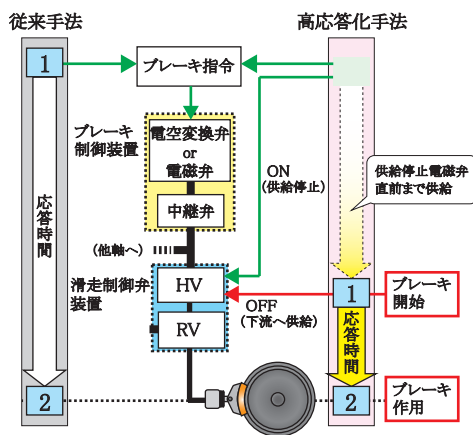 従来手法
高応答化手法
1
ブレーキ指令
ブレーキ
制御装置
電空変換弁
or
電磁弁
ON
(供給停止)
供給停止電磁弁
直前まで供給
中継弁
応答時間
(他軸へ)
滑走制御弁
装置
HV
OFF
(下流へ供給)
RV
1
ブレーキ
開始
応答時間
2
2
ブレーキ
作用